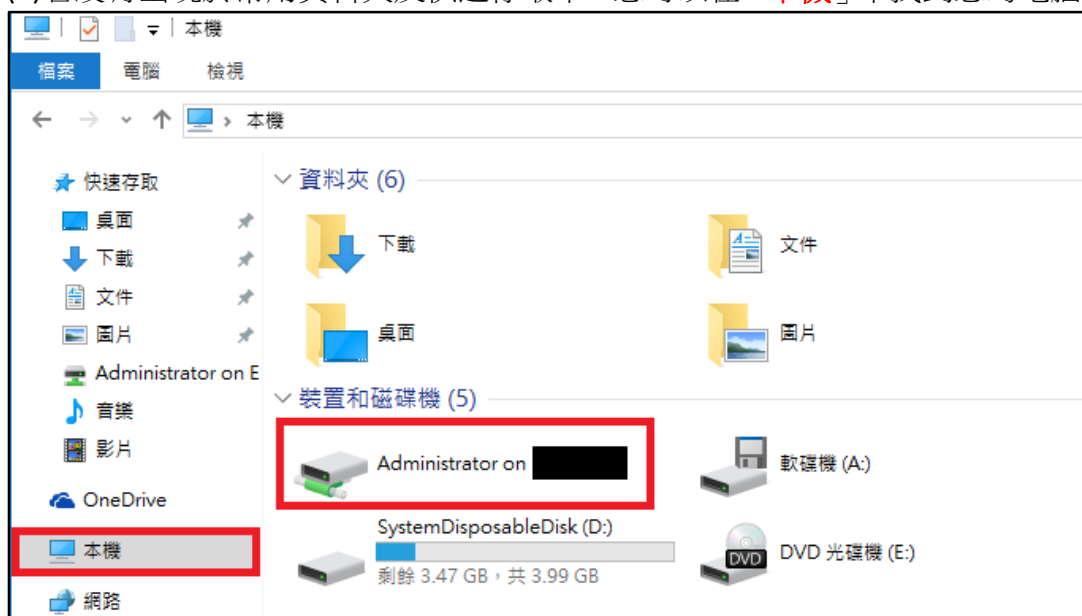 本機
本機
檔案 電腦 檢視
本機
快速存取
桌面
下載
文件
圖片
Administrator on E
音樂
影片
OneDrive
本機
網路
資料夾 (6)
下載 文件
桌面 圖片
裝置和磁碟機 (5)
Administrator on 軟碟機 (A:)
SystemDisposableDisk (D:)
剩餘 3.47 GB，共 3.99 GB
DVD DVD 光碟機 (E:)